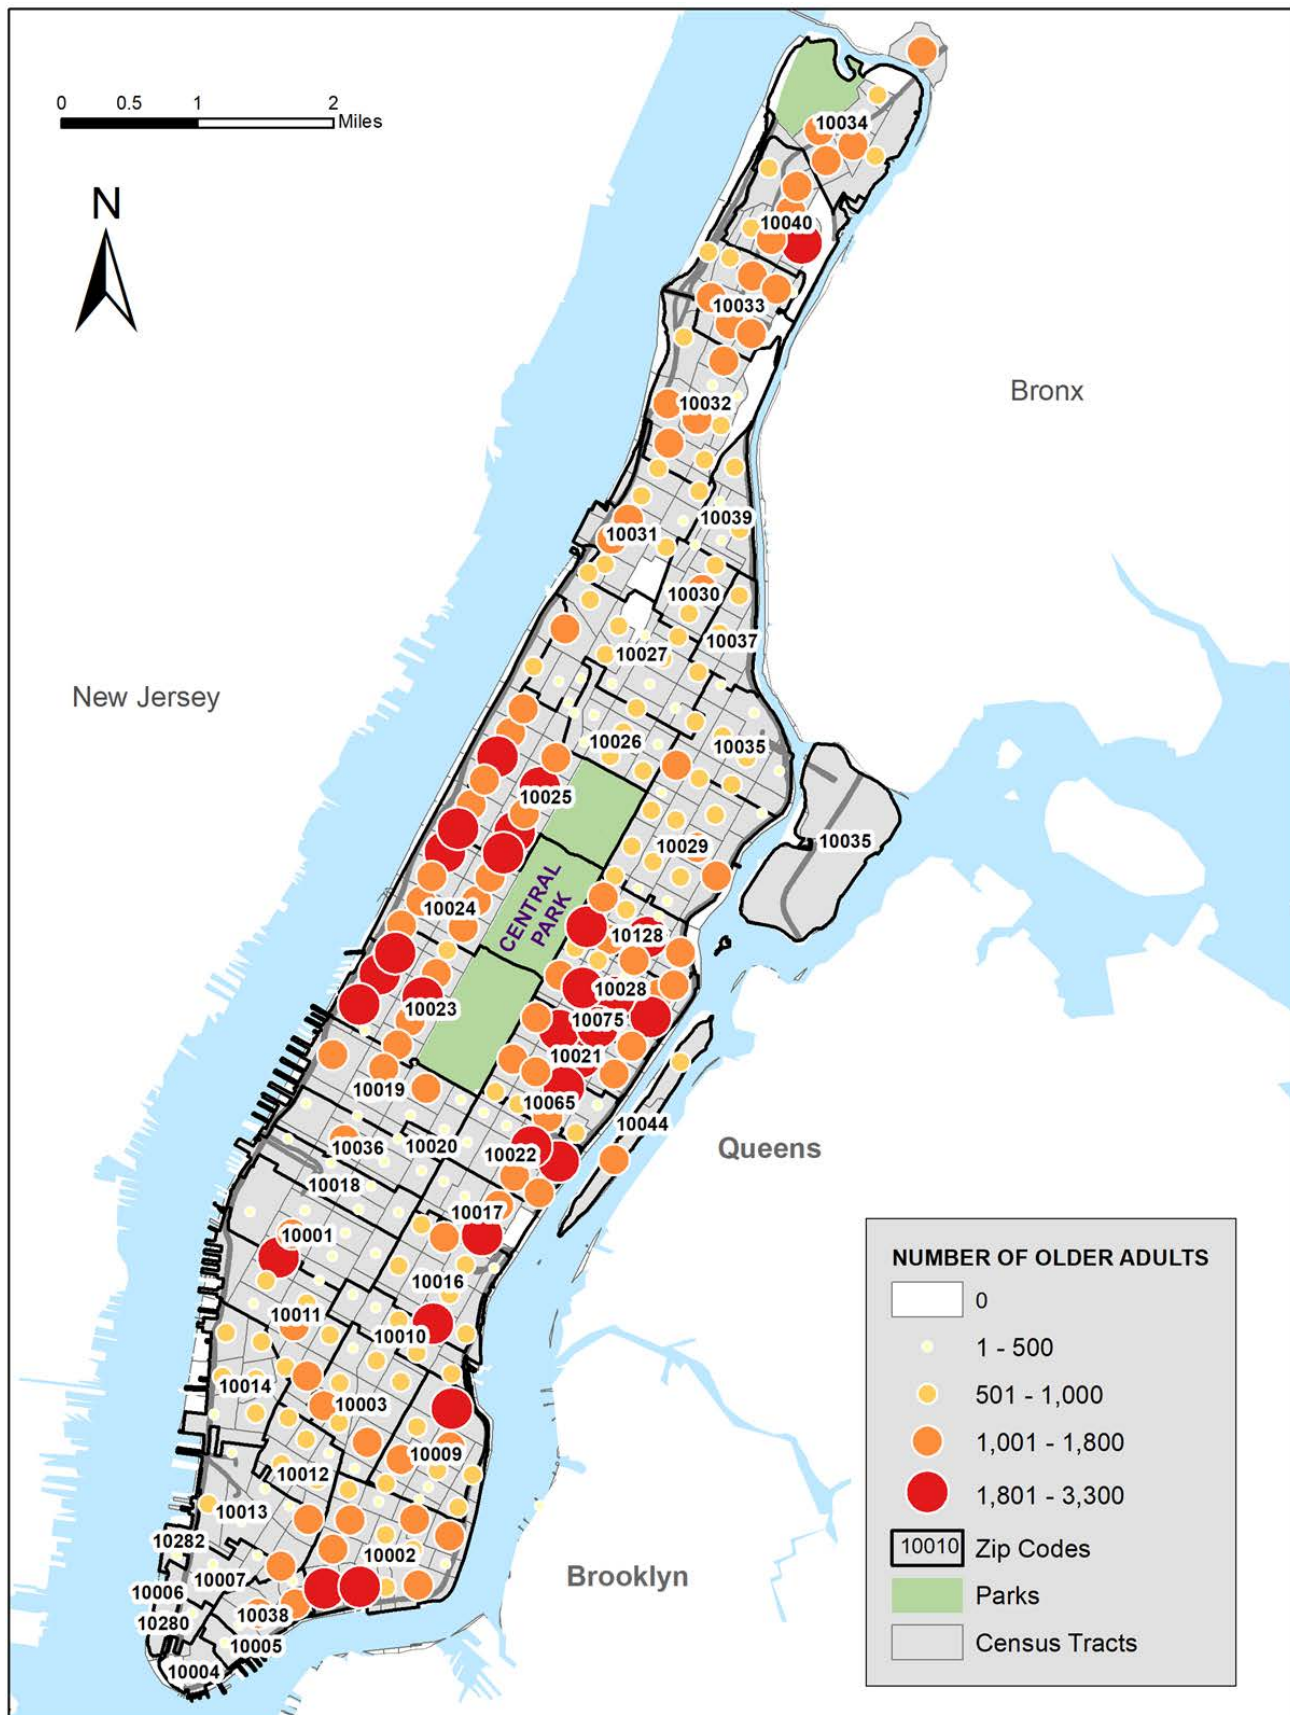 0 0.5 1 2
Miles
N
10034
10040
10033
Bronx
10032
10039
10031
10030
10037
10027
New Jersey
10026
10035
10025
10035
10029
CENTRAL
PARK
10024
10128
10028
10023
10075
10021
10019
10065
10044
10036
10020
10022
Queens
10018
10017
10001
10016
10011
10010
10014
10003
10009
10012
10013
10282
10002
10007
10006
Brooklyn
10038
10280
10005
10004
NUMBER OF OLDER ADULTS
0
1 - 500
501 - 1,000
1,001 - 1,800
1,801 - 3,300
10010 Zip Codes
Parks
Census Tracts